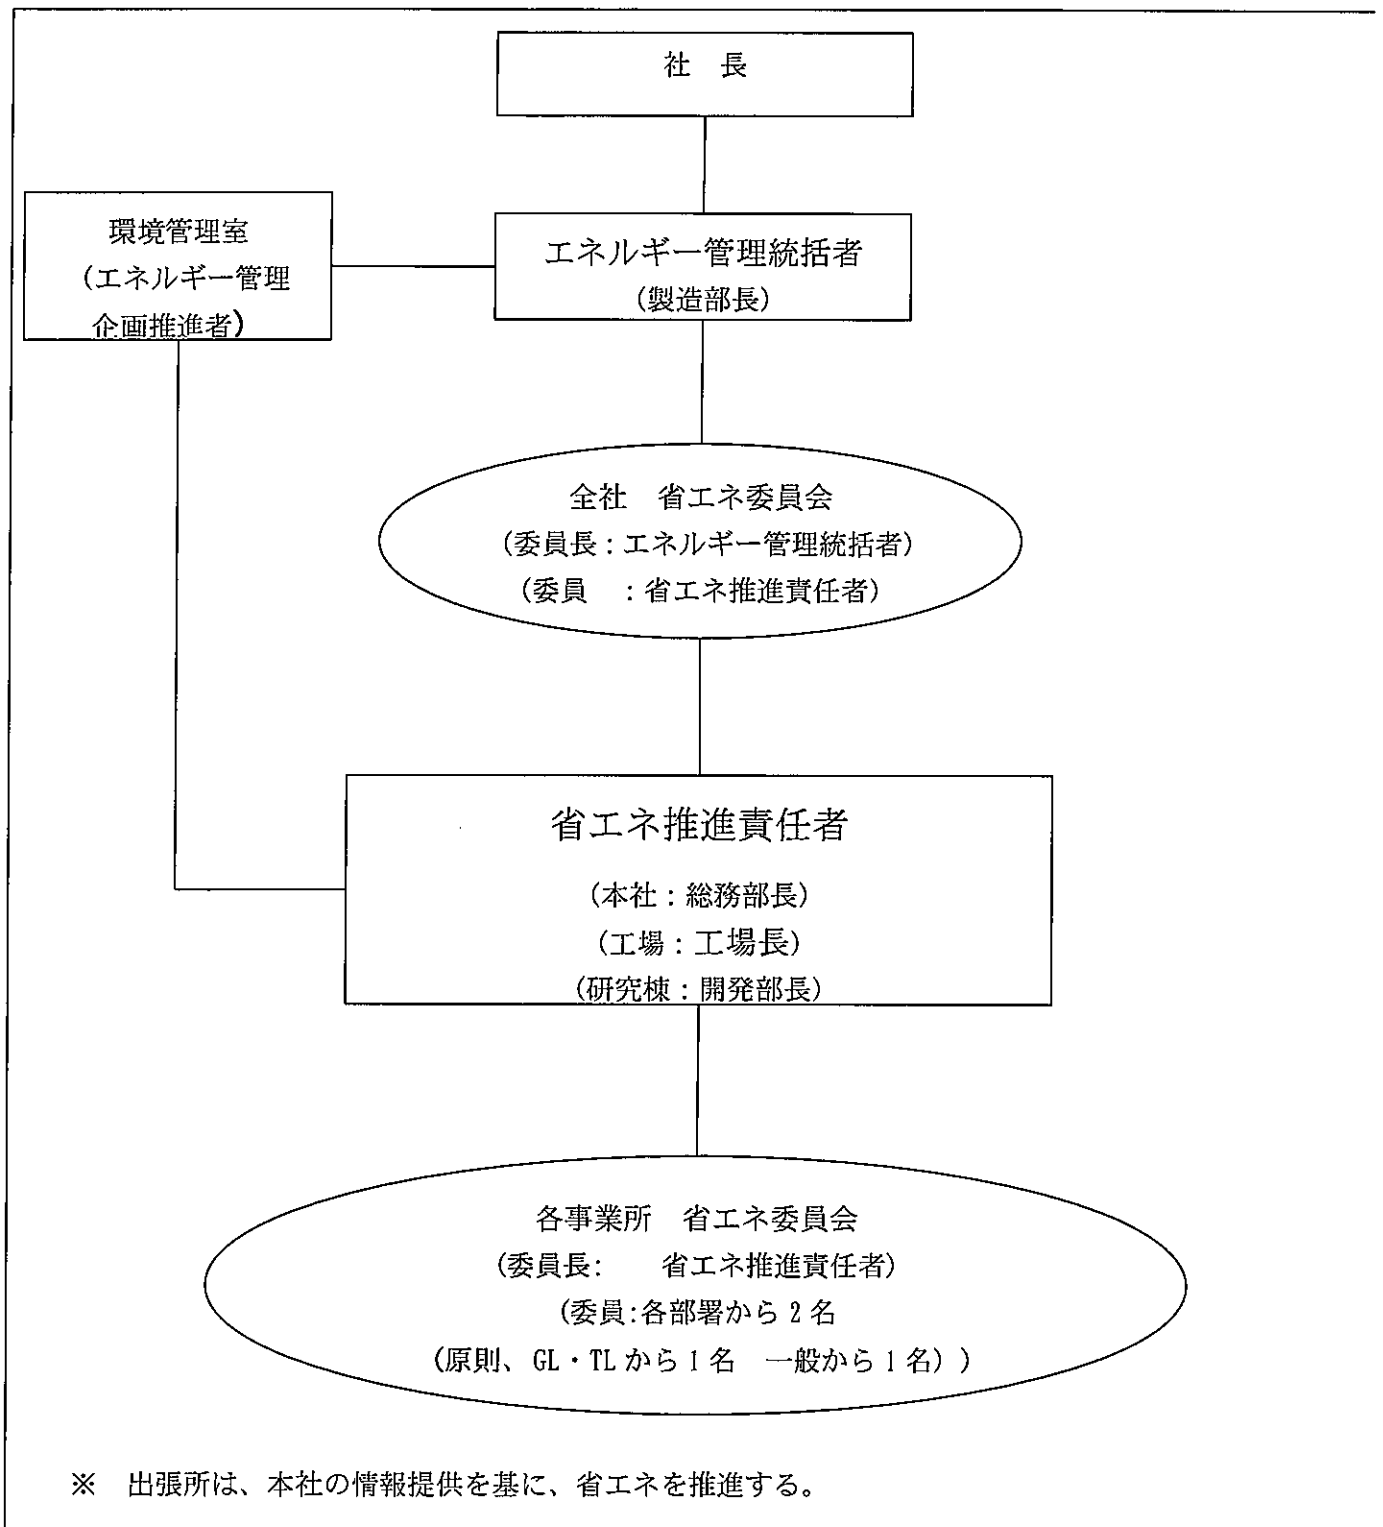 社　長
環境管理室
（エネルギー管理
企画推進者）
エネルギー管理統括者
（製造部長）
全社　省エネ委員会
（委員長：エネルギー管理統括者）
（委員　：省エネ推進責任者）
省エネ推進責任者
（本社：総務部長）
（工場：工場長）
（研究棟：開発部長）
各事業所　省エネ委員会
（委員長:　　省エネ推進責任者）
（委員:各部署から 2 名
（原則、GL・TL から 1 名　一般から 1 名））
※　出張所は、本社の情報提供を基に、省エネを推進する。